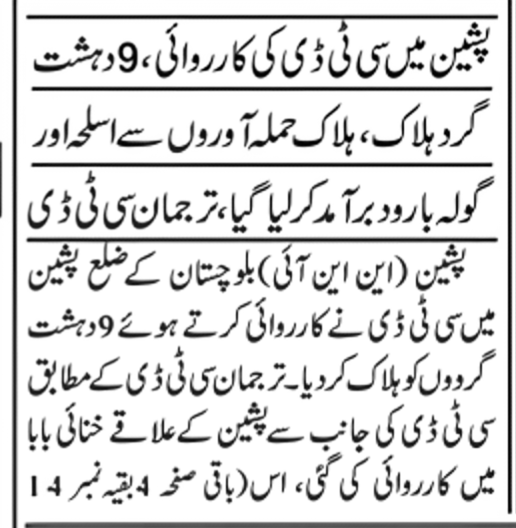 پشین میں سی ٹی ڈی کی کارروائی، 9 دہشت
گرد ہلاک، ہلاک حملہ آوروں سے اسلحہ اور
گولہ بارود برآمد کر لیا گیا، ترجمان سی ٹی ڈی
پشین (این این آئی) بلوچستان کے ضلع پشین
میں سی ٹی ڈی نے کارروائی کرتے ہوئے 9 دہشت
گردوں کو ہلاک کردیا۔ ترجمان سی ٹی ڈی کے مطابق
سی ٹی ڈی کی جانب سے پشین کے علاقے خنائی بابا
میں کارروائی کی گئی، اس (باقی صفحہ 4 بقیہ نمبر 14